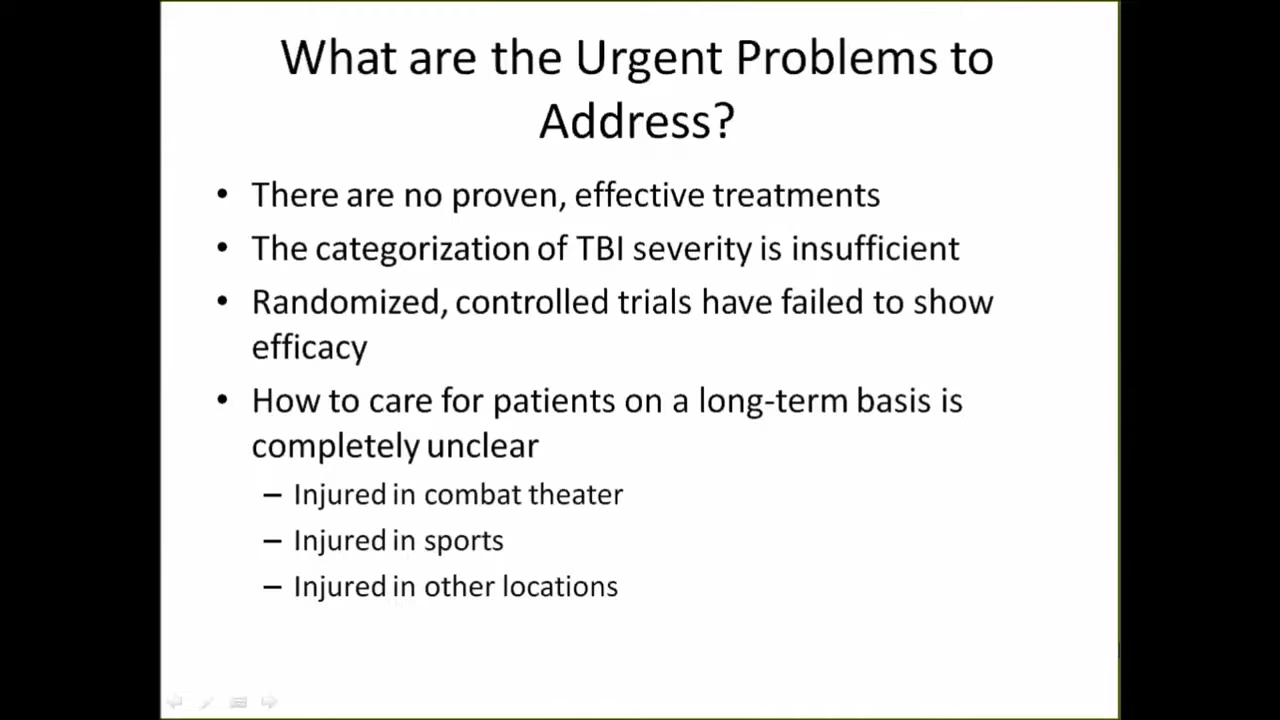 What are the Urgent Problems to
Address?
• There are no proven, effective treatments
• The categorization of TBI severity is insufficient
• Randomized, controlled trials have failed to show
efficacy
• How to care for patients on a long-term basis is
completely unclear
– Injured in combat theater
– Injured in sports
– Injured in other locations